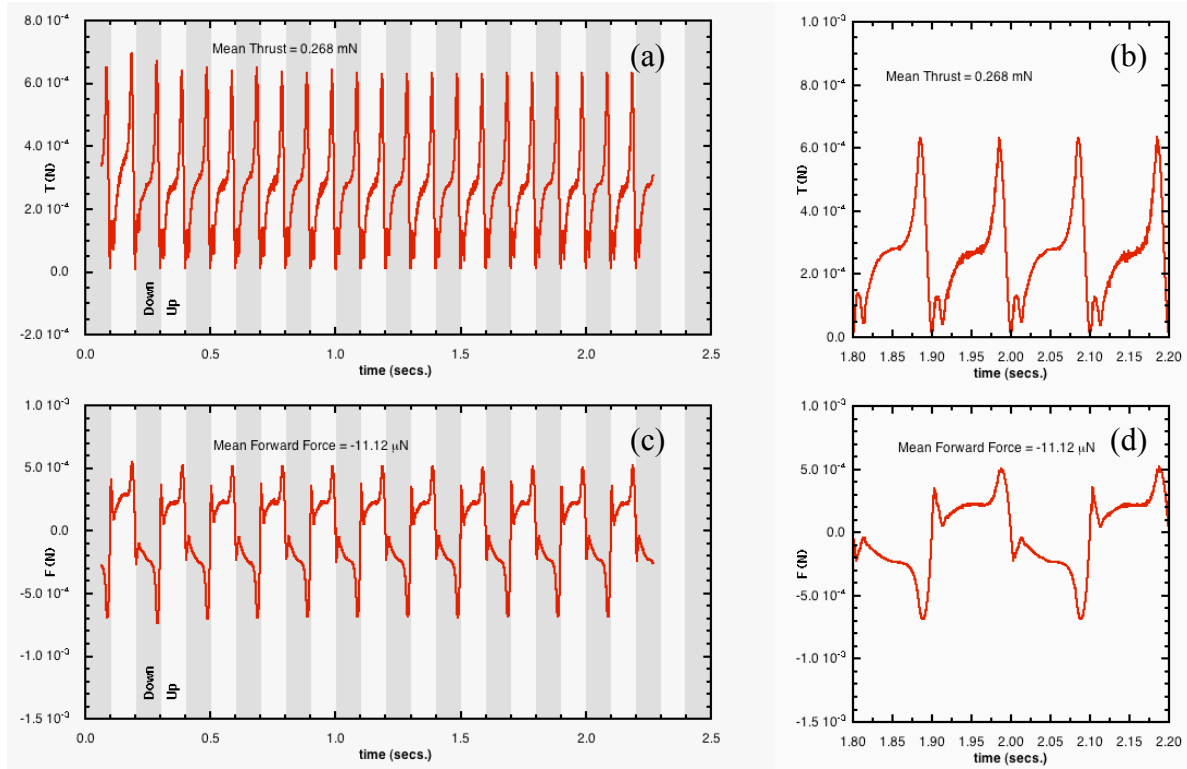 8.0 10⁻⁴
6.0 10⁻⁴
4.0 10⁻⁴
2.0 10⁻⁴
0.0
-2.0 10⁻⁴
T(N)
Mean Thrust = 0.268 mN
(a)
Down
Up
0.0 0.5 1.0 1.5 2.0 2.5
time (secs.)
1.0 10⁻³
8.0 10⁻⁴
6.0 10⁻⁴
4.0 10⁻⁴
2.0 10⁻⁴
0.0
T(N)
Mean Thrust = 0.268 mN
(b)
1.80 1.85 1.90 1.95 2.00 2.05 2.10 2.15 2.20
time (secs.)
1.0 10⁻³
5.0 10⁻⁴
0.0
-5.0 10⁻⁴
-1.0 10⁻³
-1.5 10⁻³
F(N)
Mean Forward Force = -11.12 μN
(c)
Down
Up
0.0 0.5 1.0 1.5 2.0 2.5
time (secs.)
1.0 10⁻³
5.0 10⁻⁴
0.0
-5.0 10⁻⁴
-1.0 10⁻³
-1.5 10⁻³
F(N)
Mean Forward Force = -11.12 μN
(d)
1.80 1.85 1.90 1.95 2.00 2.05 2.10 2.15 2.20
time (secs.)